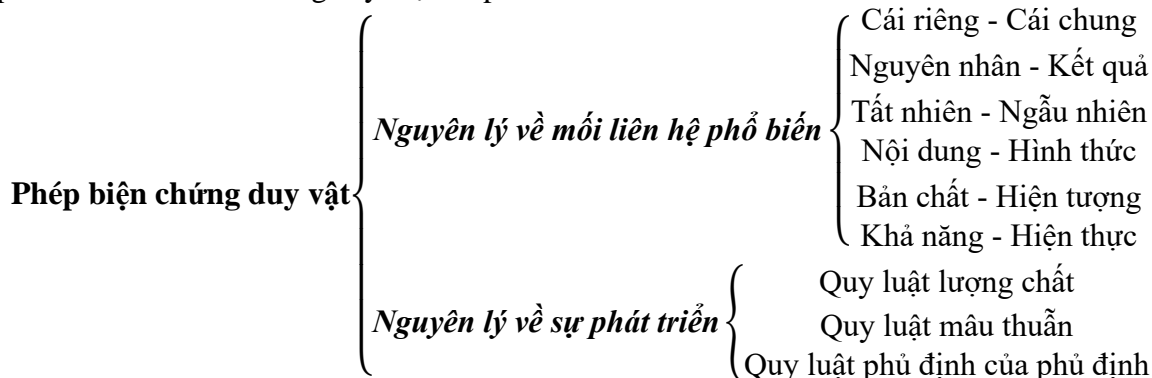 Cái riêng - Cái chung
Nguyên nhân - Kết quả
Tất nhiên - Ngẫu nhiên
Nguyên lý về mối liên hệ phổ biến
Nội dung - Hình thức
Bản chất - Hiện tượng
Khả năng - Hiện thực
Phép biện chứng duy vật
Quy luật lượng chất
Nguyên lý về sự phát triển
Quy luật mâu thuẫn
Quy luật phủ định của phủ định